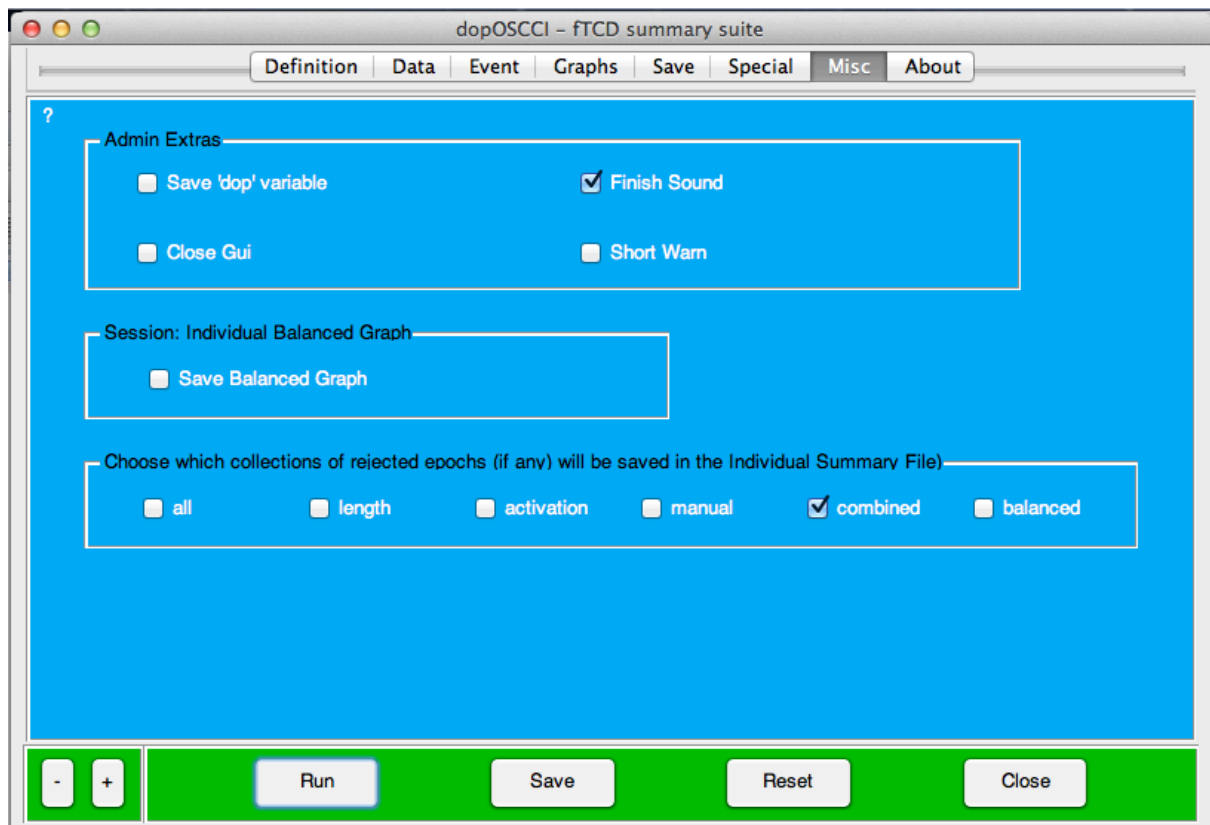 dopOSCCI – fTCD summary suite
Definition Data Event Graphs Save Special Misc About
?
Admin Extras
Save 'dop' variable Finish Sound
Close Gui Short Warn
Session: Individual Balanced Graph
Save Balanced Graph
Choose which collections of rejected epochs (if any) will be saved in the Individual Summary File)
all length activation manual combined balanced
- + Run Save Reset Close